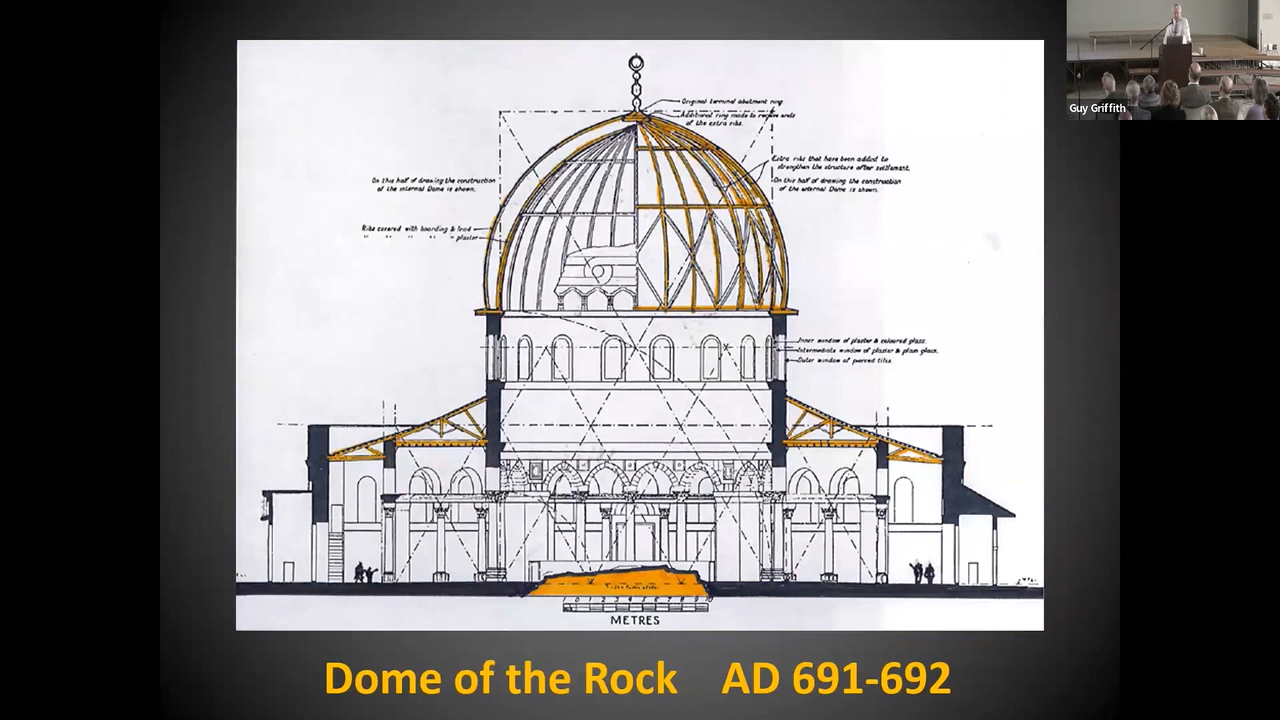 Guy Griffith
Original terminal abutment ring
Additional ring made to receive ends
of the extra ribs.
Extra ribs that have been added to
strengthen the structure after settlement.
On this half of drawing the construction
of the internal Dome is shown.
On this half of drawing the construction
of the external Dome is shown.
Ribs covered with boarding & lead
" " " " plaster
Inner window of plaster & coloured glass.
Intermediate window of plaster & plain glass.
Outer window of pierced tiles.
METRES
Dome of the Rock AD 691-692